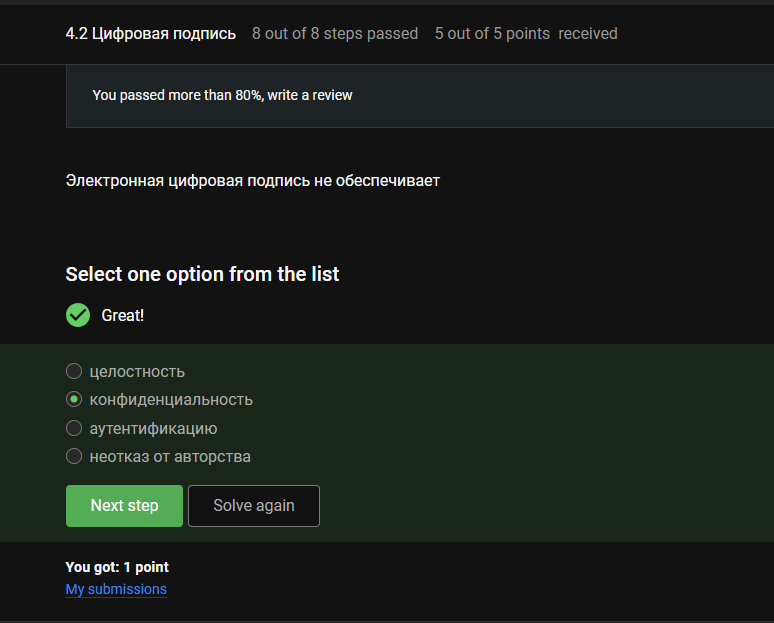 4.2 Цифровая подпись 8 out of 8 steps passed 5 out of 5 points received
You passed more than 80%, write a review
Электронная цифровая подпись не обеспечивает
Select one option from the list
Great!
целостность
конфиденциальность
аутентификацию
неотказ от авторства
Next step Solve again
You got: 1 point
My submissions